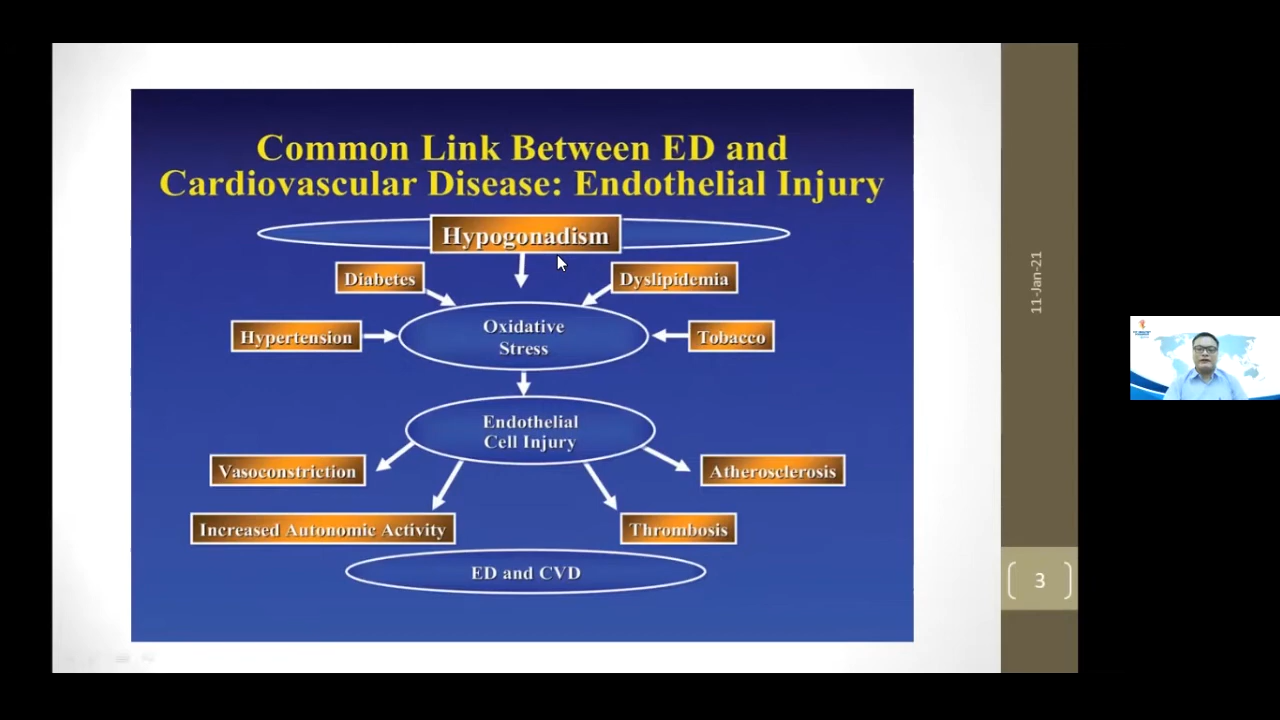 Common Link Between ED and
Cardiovascular Disease: Endothelial Injury
Hypogonadism
Diabetes
Dyslipidemia
Hypertension
Oxidative
Stress
Tobacco
Endothelial
Cell Injury
Vasoconstriction
Atherosclerosis
Increased Autonomic Activity
Thrombosis
ED and CVD
11-Jan-21
3